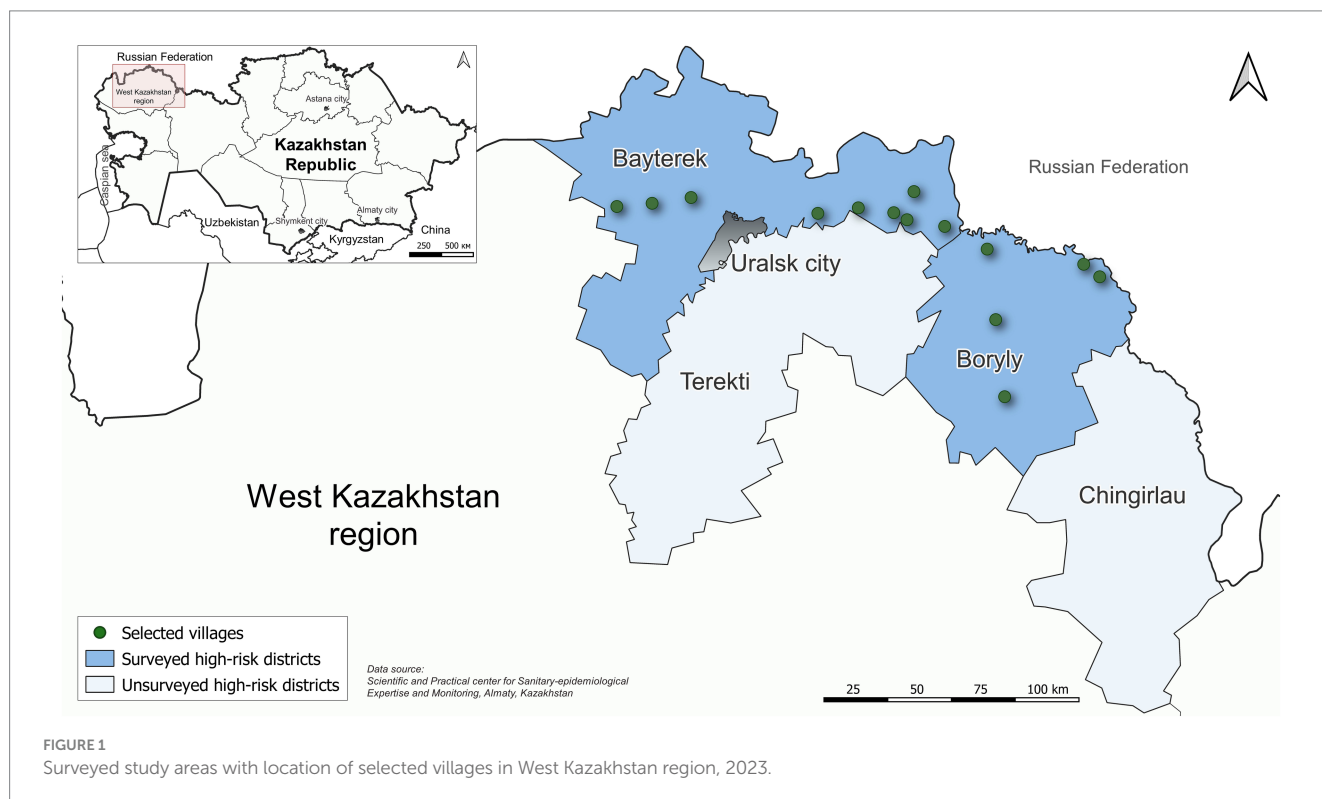 Russian Federation
West Kazakhstan
region
Astana city
Kazakhstan
Republic
Caspian sea
Uzbekistan
Shymkent city
Almaty city
Kyrgyzstan
China
250 500 КМ
Bayterek
Russian Federation
Uralsk city
Terekti
Boryly
Chingirlau
West Kazakhstan
region
Selected villages
Surveyed high-risk districts
Unsurveyed high-risk districts
Data source:
Scientific and Practical center for Sanitary-epidemiological
Expertise and Monitoring, Almaty, Kazakhstan
25 50 75 100 km
FIGURE 1
Surveyed study areas with location of selected villages in West Kazakhstan region, 2023.